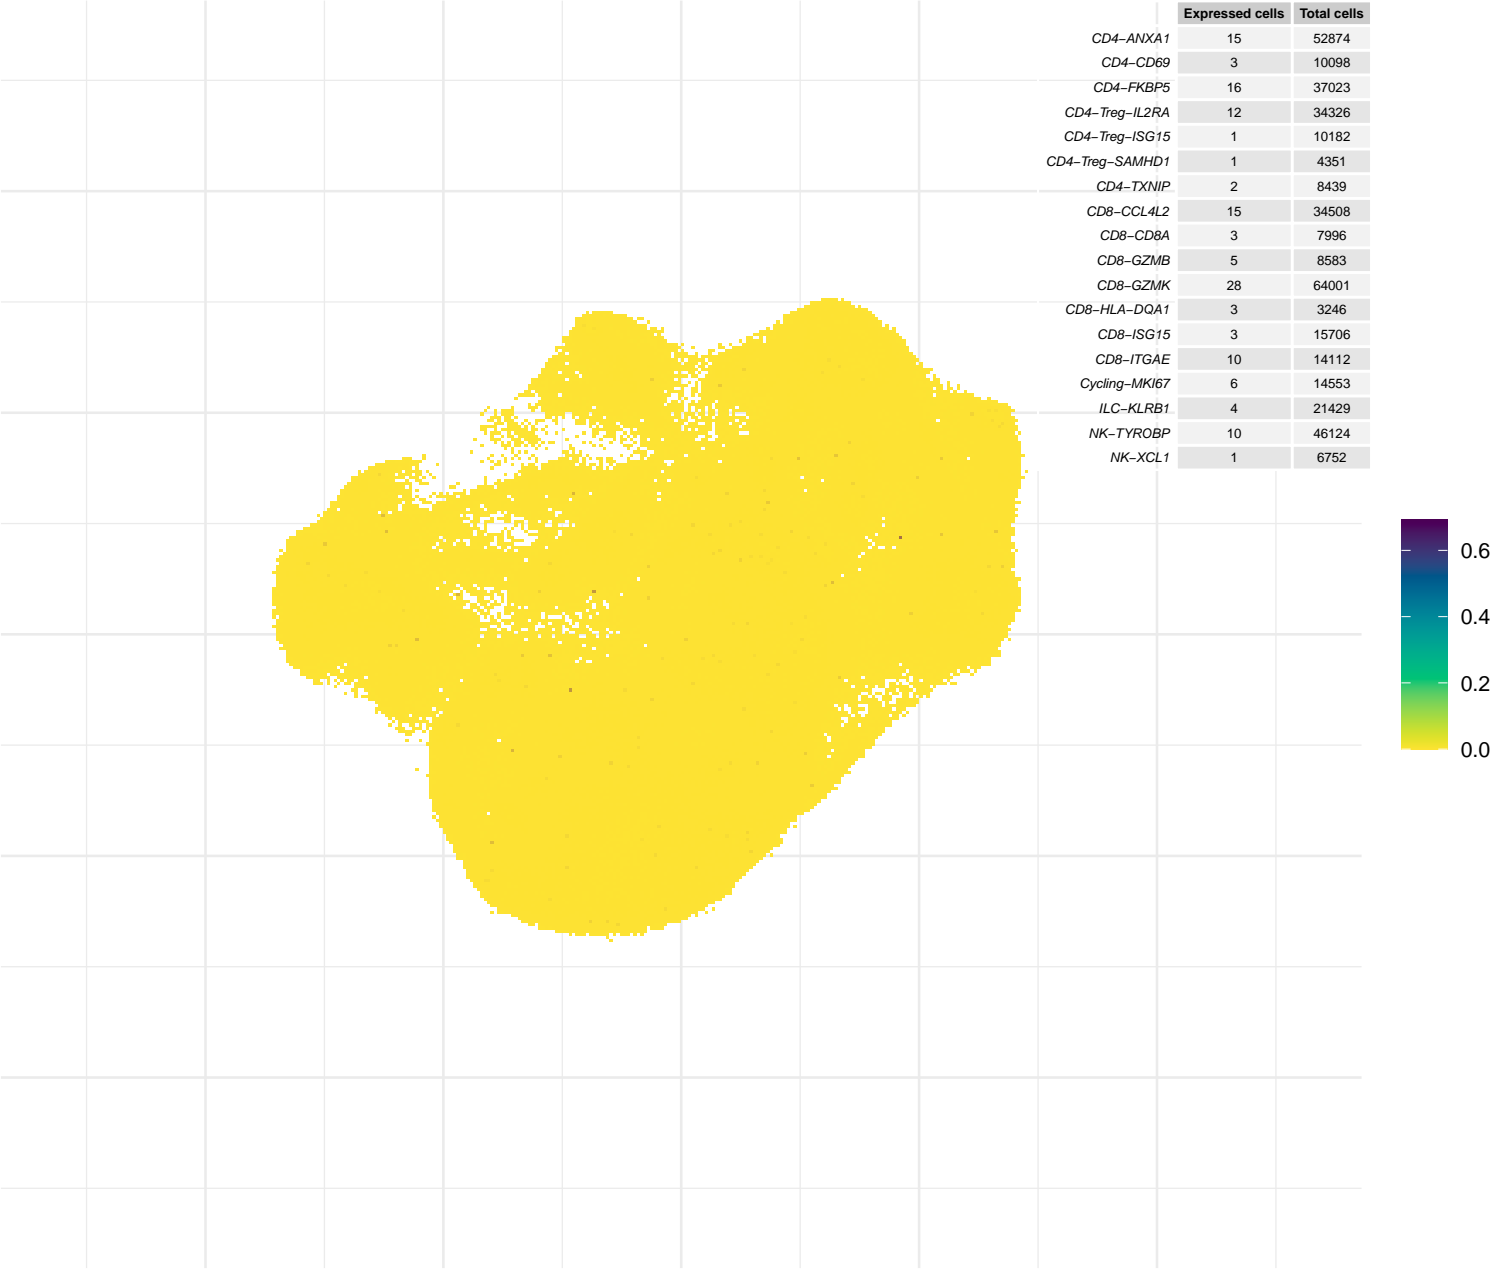 Expressed cells Total cells
CD4−ANXA1 15 52874
CD4−CD69 3 10098
CD4−FKBP5 16 37023
CD4−Treg−IL2RA 12 34326
CD4−Treg−ISG15 1 10182
CD4−Treg−SAMHD1 1 4351
CD4−TXNIP 2 8439
CD8−CCL4L2 15 34508
CD8−CD8A 3 7996
CD8−GZMB 5 8583
CD8−GZMK 28 64001
CD8−HLA−DQA1 3 3246
CD8−ISG15 3 15706
CD8−ITGAE 10 14112
Cycling−MKI67 6 14553
ILC−KLRB1 4 21429
NK−TYROBP 10 46124
NK−XCL1 1 6752
0.6
0.4
0.2
0.0